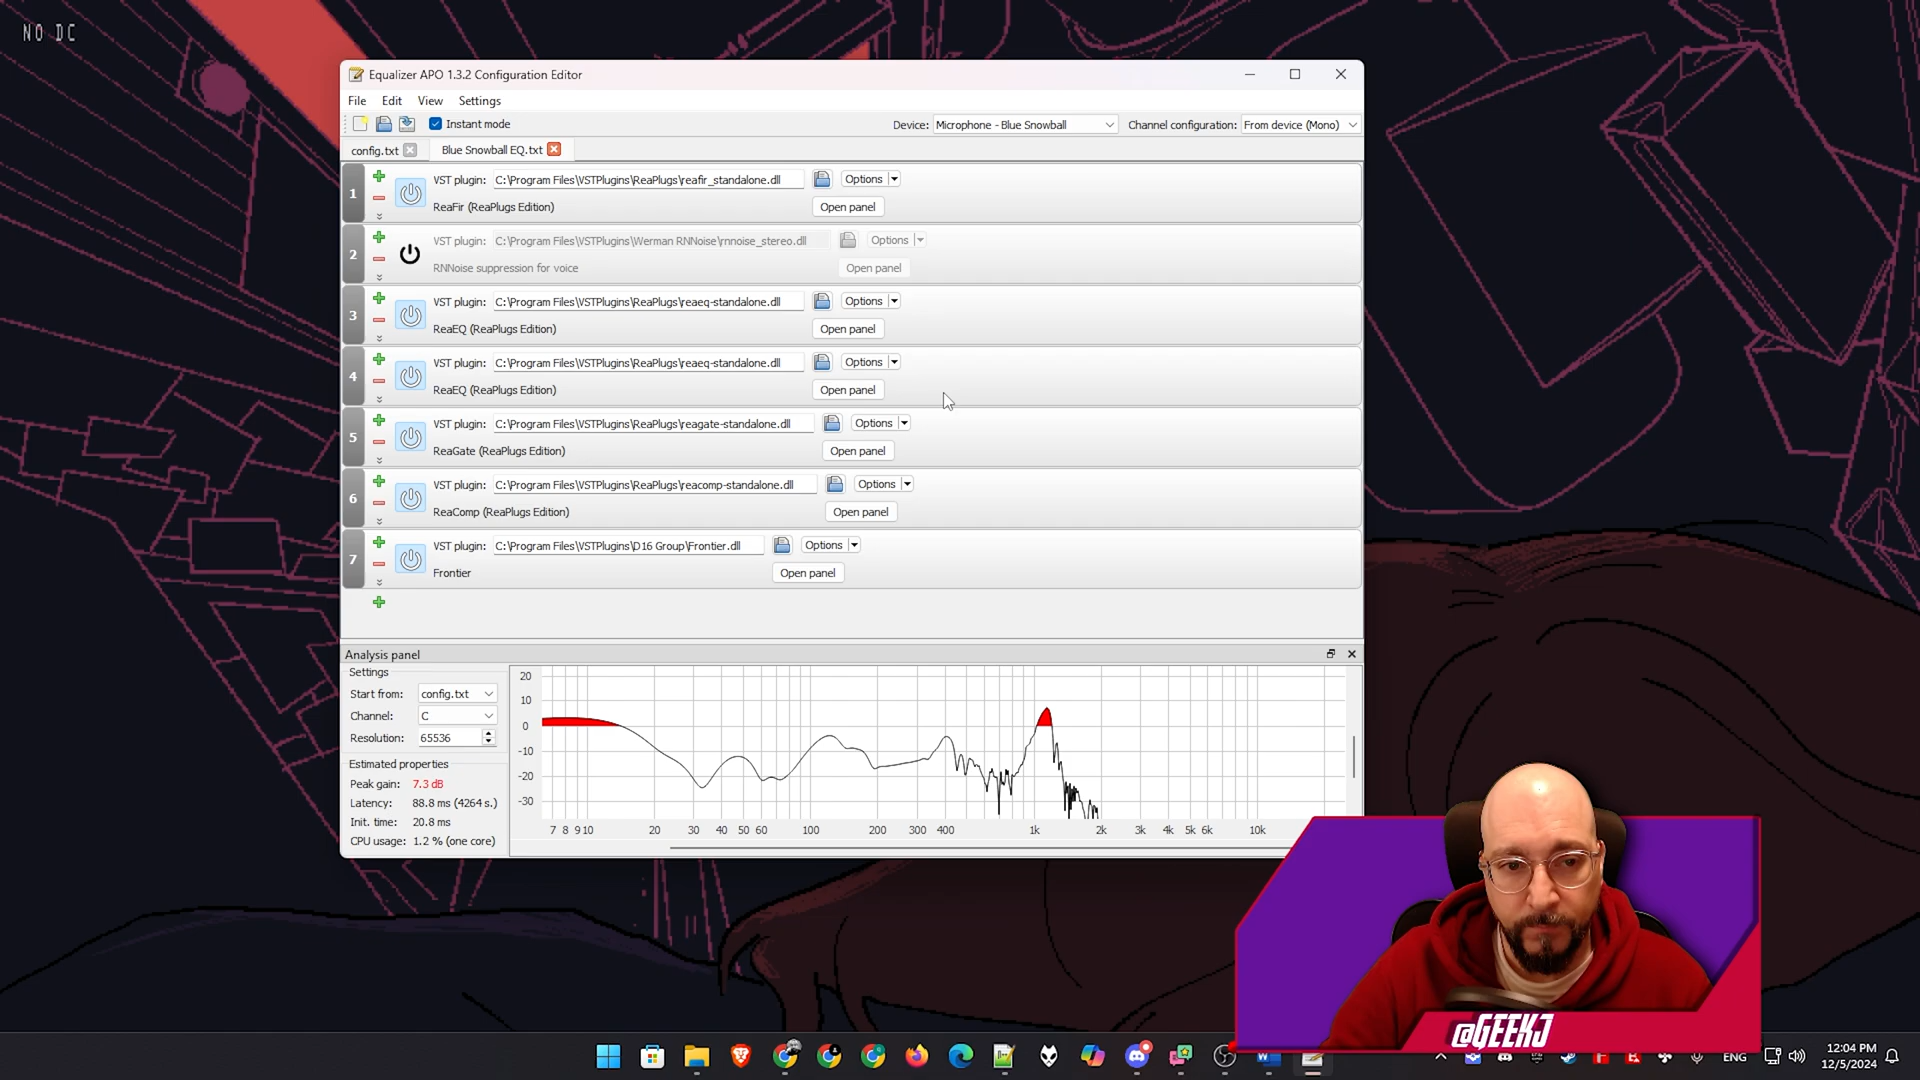 NO DC
Equalizer APO 1.3.2 Configuration Editor
File Edit View Settings
Instant mode Device: Microphone - Blue Snowball Channel configuration: From device (Mono)
config.txt Blue Snowball EQ.txt
1 VST plugin: C:\Program Files\VSTPlugins\ReaPlugs\reafir_standalone.dll Options
ReaFir (ReaPlugs Edition) Open panel
2 VST plugin: C:\Program Files\VSTPlugins\Werman RNNoise\rnnoise_stereo.dll Options
RNNoise suppression for voice Open panel
3 VST plugin: C:\Program Files\VSTPlugins\ReaPlugs\reaeq-standalone.dll Options
ReaEQ (ReaPlugs Edition) Open panel
4 VST plugin: C:\Program Files\VSTPlugins\ReaPlugs\reaeq-standalone.dll Options
ReaEQ (ReaPlugs Edition) Open panel
5 VST plugin: C:\Program Files\VSTPlugins\ReaPlugs\reagate-standalone.dll Options
ReaGate (ReaPlugs Edition) Open panel
6 VST plugin: C:\Program Files\VSTPlugins\ReaPlugs\reacomp-standalone.dll Options
ReaComp (ReaPlugs Edition) Open panel
7 VST plugin: C:\Program Files\VSTPlugins\D16 Group\Frontier.dll Options
Frontier Open panel
Analysis panel
Settings
Start from: config.txt
Channel: C
Resolution: 65536
Estimated properties
Peak gain: 7.3 dB
Latency: 88.8 ms (4264 s.)
Init. time: 20.8 ms
CPU usage: 1.2 % (one core)
20
10
0
-10
-20
-30
7 8 9 10 20 30 40 50 60 100 200 300 400 1k 2k 3k 4k 5k 6k 10k
@GEEKJ
ENG
12:04 PM
12/5/2024